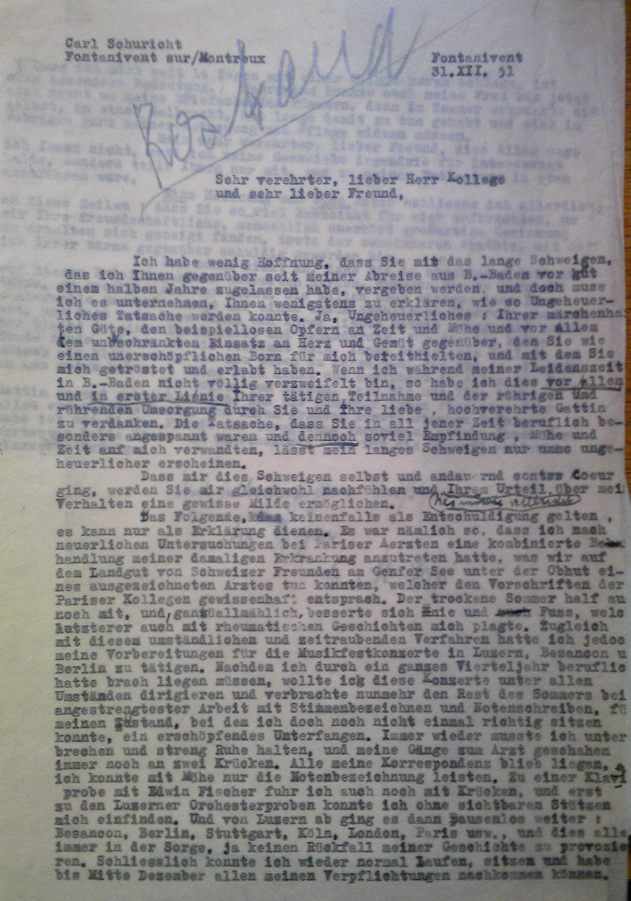 Carl Schuricht
Fontanivent sur/Montreux
Fontanivent
31.XII. 51
Sehr verehrter, lieber Herr Kollege
und sehr lieber Freund,
Ich habe wenig Hoffnung, dass Sie mit das lange Schweigen,
das ich Ihnen gegenüber seit meiner Abreise aus B.-Baden vor gut
einem halben Jahre zugelassen habe, vergeben werden, und doch muss
ich es unternehmen, Ihnen wenigstens zu erklären, wie so Ungeheuer-
liches Tatsache werden konnte. Ja, Ungeheuerliches : Ihrer märchenhaf
ten Güte, den beispiellosen Opfern an Zeit und Mühe und vor Allem
dem unbeschränkten Einsatz an Herz und Gemüt gegenüber, den Sie wie
einen unerschöpflichen Born für mich bereithielten, und mit dem Sie
mich getröstet und erlabt haben. Wenn ich während meiner Leidenszeit
in B.-Baden nicht völlig verzweifelt bin, so habe ich dies vor allem
und in erster Linie Ihrer tätigen Teilnahme und der rührigen und
rührenden Umsorgung durch Sie und Ihre liebe , hochverehrte Gattin
zu verdanken. Die Tatsache, dass Sie in all jener Zeit beruflich be-
sonders angespannt waren und dennoch soviel Empfindung , Mühe und
Zeit auf mich verwandten, lässt mein langes Schweigen nur umso unge-
heuerlicher erscheinen.
Dass mir dies Schweigen selbst und andauernd contre coeur
ging, werden Sie mir gleichwohl nachfühlen und Ihrem Urteil über mei
Verhalten eine gewisse Milde ermöglichen.
Das Folgende, keinenfalls als Entschuldigung gelten ,
es kann nur als Erklärung dienen. Es war nämlich so, dass ich nach
neuerlichen Untersuchungen bei Pariser Aerzten eine kombinierte Be
handlung meiner damaligen Erkrankung anzutreten hatte, was wir auf
dem Landgut von Schweizer Freunden am Genfer See unter der Obhut ei-
nes ausgezeichneten Arztes tun konnten, welcher den Vorschriften der
Pariser Kollegen gewissenhaft entsprach. Der trockene Sommer half au
noch mit, und, ganz allmählich, besserte sich Knie und Fuss, welc
letzterer auch mit rheumatischen Geschichten mich plagte. Zugleich
mit diesem umständlichen und zeitraubenden Verfahren hatte ich jedoc
meine Vorbereitungen für die Musikfestkonzerte in Luzern, Besancon u
Berlin zu tätigen. Nachdem ich durch ein ganzes Vierteljahr beruflic
hatte brach liegen müssen, wollte ich diese Konzerte unter allen
Umständen dirigieren und verbrachte nunmehr den Rest des Sommers bei
angestrengtester Arbeit mit Stimmenbezeichnen und Notenschreiben, fü
meinen Zustand, bei dem ich doch noch nicht einmal richtig sitzen
konnte, ein erschöpfendes Unterfangen. Immer wieder musste ich unter
brechen und streng Ruhe halten, und meine Gänge zum Arzt geschahen
immer noch an zwei Krücken. Alle meine Korrespondenz blieb liegen,
ich konnte mit Mühe nur die Notenbezeichnung leisten. Zu einer Klavi
probe mit Edwin Fischer fuhr ich auch noch mit Krücken, und erst
zu den Luzerner Orchesterproben konnte ich ohne sichtbaren Stützen
mich einfinden. Und von Luzern ab ging es dann pausenlos weiter :
Besancon, Berlin, Stuttgart, Köln, London, Paris usw., und dies alle
immer in der Sorge, ja keinen Rückfall meiner Geschichte zu provozie
ren. Schliesslich konnte ich wieder normal laufen, sitzen und habe
bis Mitte Dezember allen meinen Verpflichtungen nachkommen können.